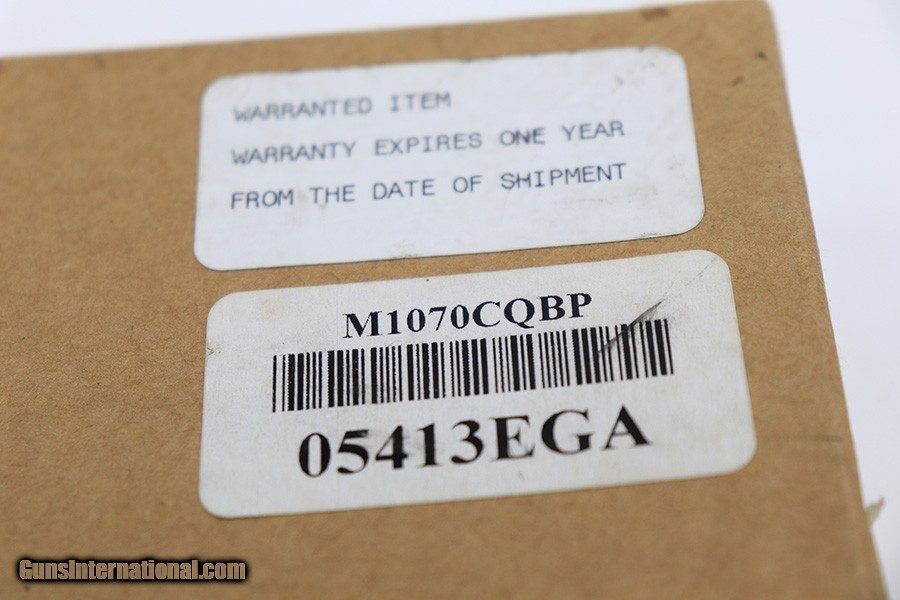 WARRANTED ITEM
WARRANTY EXPIRES ONE YEAR
FROM THE DATE OF SHIPMENT
M1070CQBP
05413EGA
GunsInternational.com